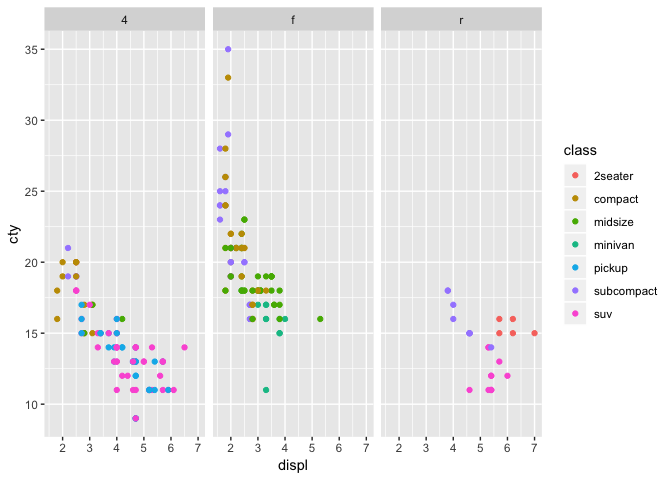 4 f r
35
30
25
20
15
10
cty
2 3 4 5 6 7 2 3 4 5 6 7 2 3 4 5 6 7
displ
class
2seater
compact
midsize
minivan
pickup
subcompact
suv